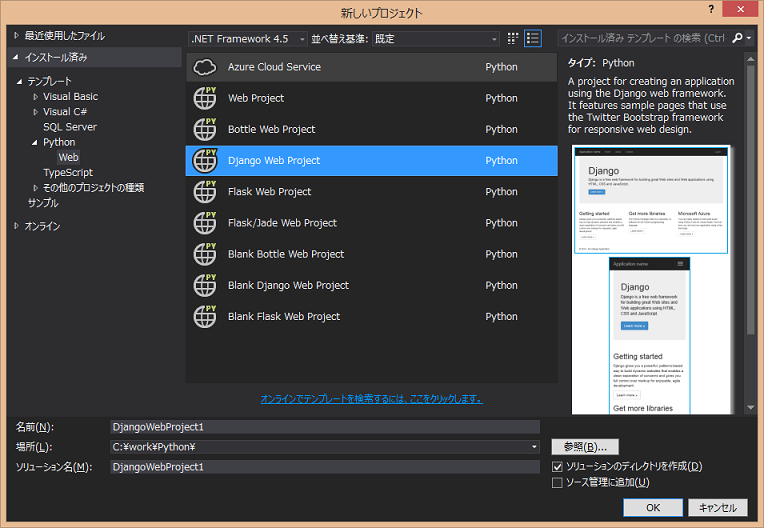 新しいプロジェクト
?
最近使用したファイル
インストール済み
テンプレート
Visual Basic
Visual C#
SQL Server
Python
Web
TypeScript
その他のプロジェクトの種類
サンプル
オンライン
.NET Framework 4.5
並べ替え基準: 既定
Azure Cloud Service Python
Web Project Python
Bottle Web Project Python
Django Web Project Python
Flask Web Project Python
Flask/Jade Web Project Python
Blank Bottle Web Project Python
Blank Django Web Project Python
Blank Flask Web Project Python
オンラインでテンプレートを検索するには、ここをクリックします。
インストール済み テンプレート の検索 (Ctrl
タイプ: Python
A project for creating an application
using the Django web framework.
It features sample pages that use
the Twitter Bootstrap framework
for responsive web design.
Django
Getting started
Get more libraries
Microsoft Azure
Application name
Django
Django is a free web framework
for building great Web sites and
Web applications using HTML,
CSS and JavaScript
Learn more »
Getting started
Learn more »
Get more libraries
名前(N): DjangoWebProject1
場所(L): C:¥work¥Python¥
参照(B)...
ソリューション名(M): DjangoWebProject1
ソリューションのディレクトリを作成(D)
ソース管理に追加(U)
OK
キャンセル